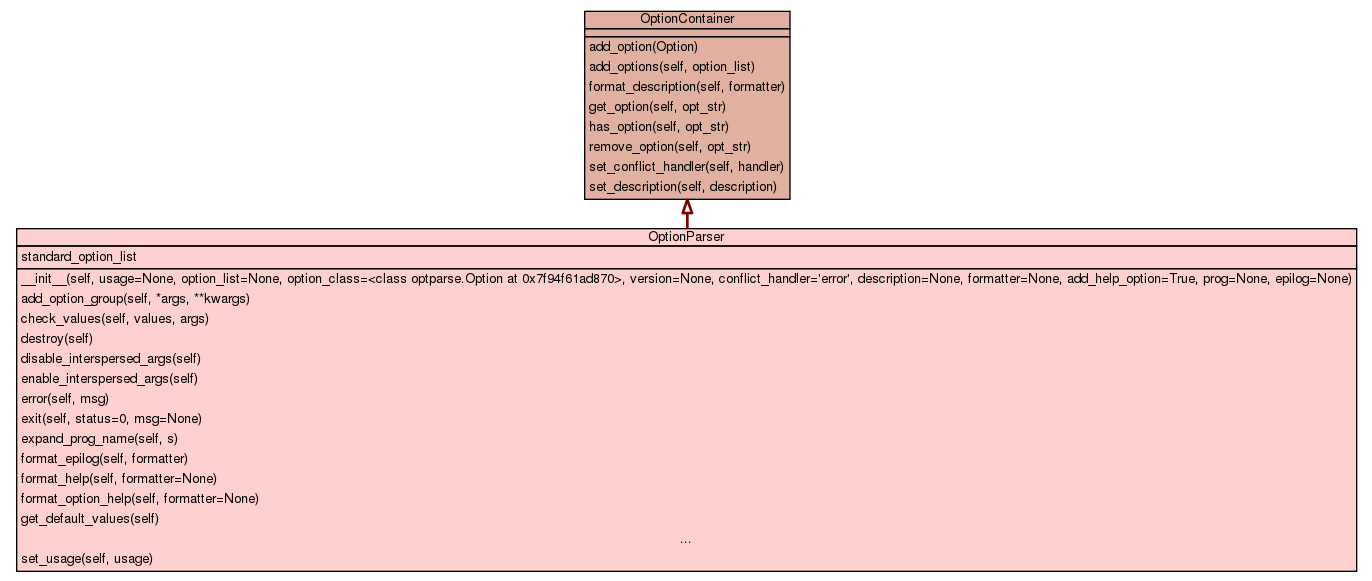 OptionContainer
add_option(Option)
add_options(self, option_list)
format_description(self, formatter)
get_option(self, opt_str)
has_option(self, opt_str)
remove_option(self, opt_str)
set_conflict_handler(self, handler)
set_description(self, description)
OptionParser
standard_option_list
__init__(self, usage=None, option_list=None, option_class=<class optparse.Option at 0x7f94f61ad870>, version=None, conflict_handler='error', description=None, formatter=None, add_help_option=True, prog=None, epilog=None)
add_option_group(self, *args, **kwargs)
check_values(self, values, args)
destroy(self)
disable_interspersed_args(self)
enable_interspersed_args(self)
error(self, msg)
exit(self, status=0, msg=None)
expand_prog_name(self, s)
format_epilog(self, formatter)
format_help(self, formatter=None)
format_option_help(self, formatter=None)
get_default_values(self)
...
set_usage(self, usage)